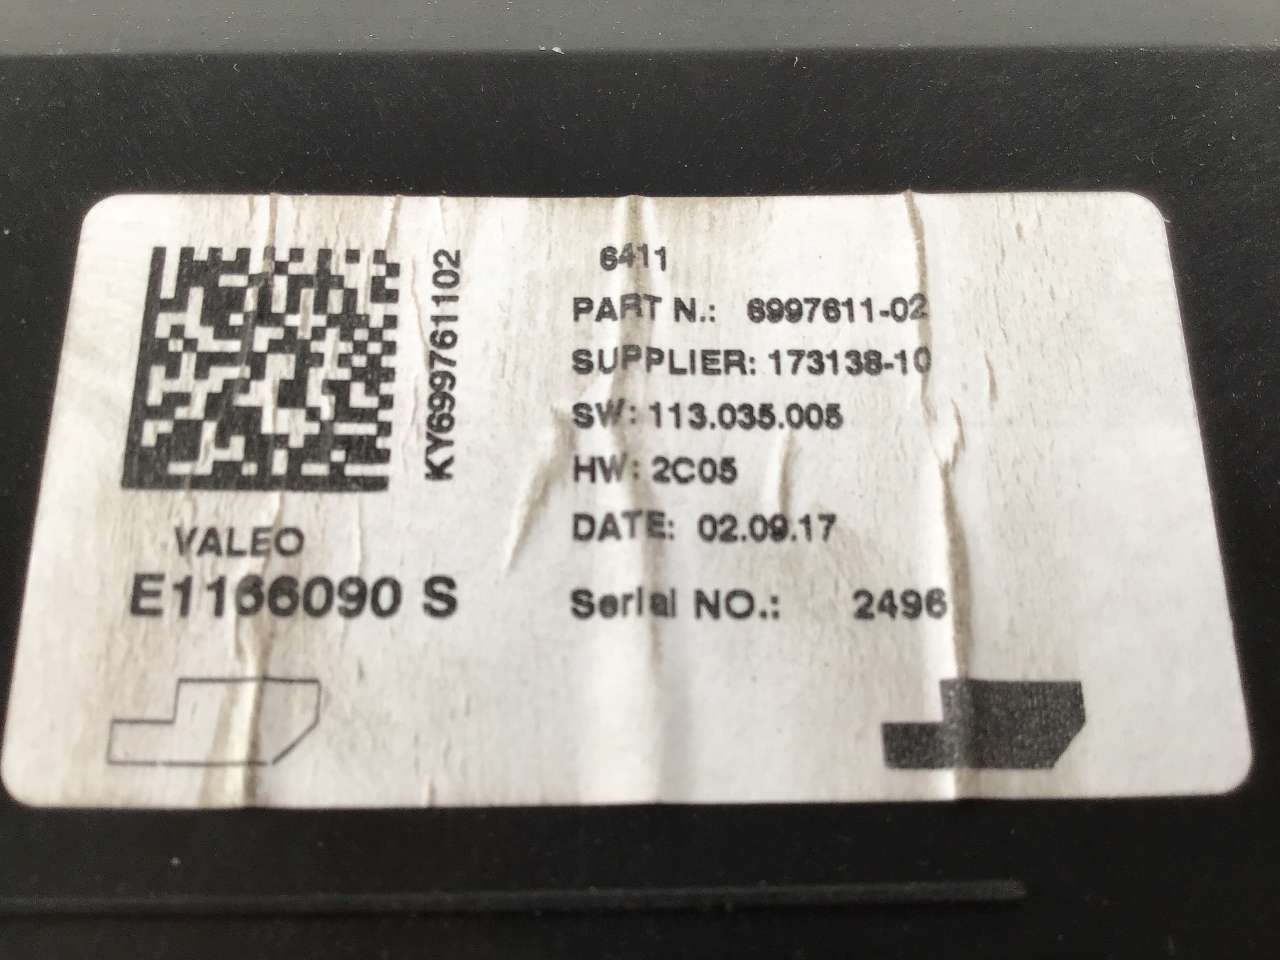 KY699761102
VALEO
E1166090 S
6411
PART N.: 6997611-02
SUPPLIER: 173138-10
SW: 113.035.005
HW: 2C05
DATE: 02.09.17
Serial NO.: 2496